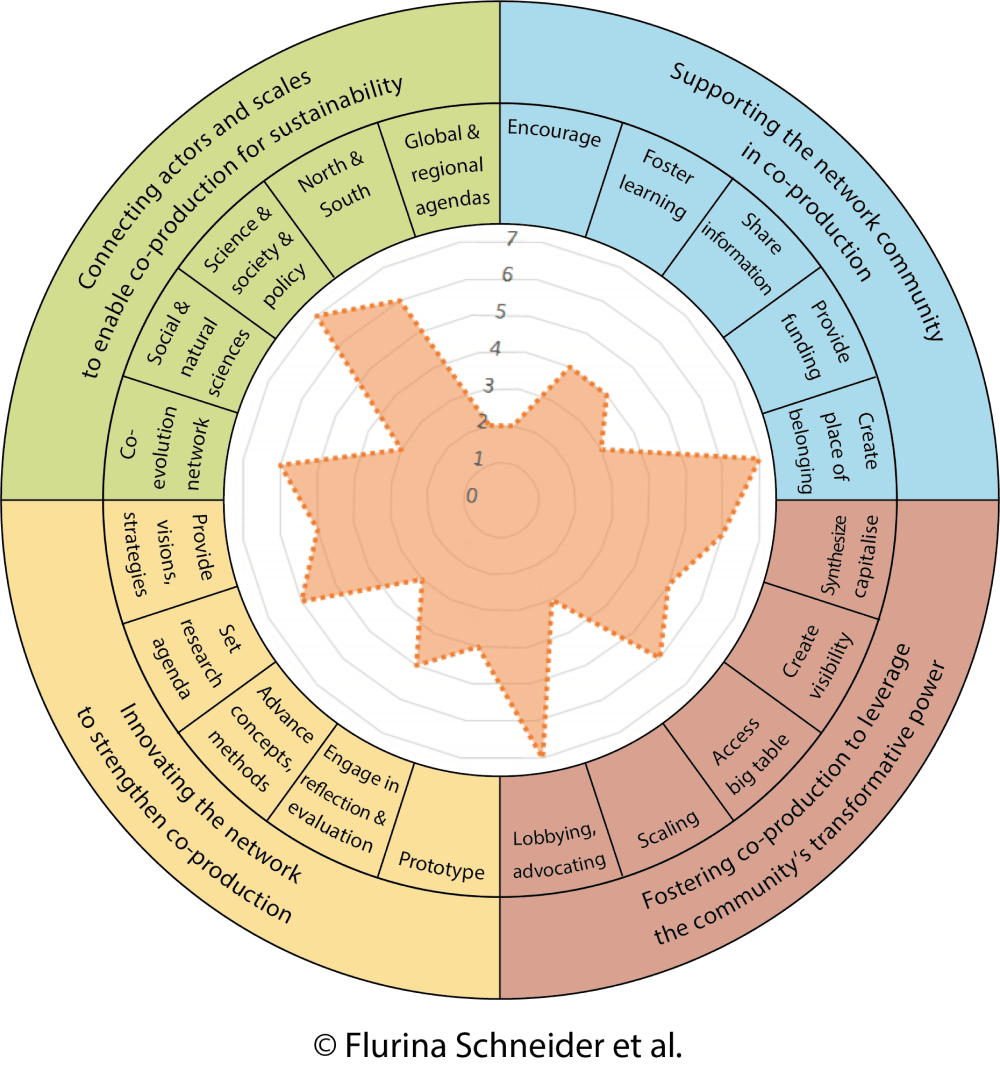 Connecting actors and scales
to enable co-production for sustainability
Supporting the network community
in co-production
Global &
regional
agendas
North &
South
Science &
society &
policy
Social &
natural
sciences
Co-
evolution
network
Encourage
Foster
learning
Share
information
Provide
funding
Create
place of
belonging
7
6
5
4
3
2
1
0
Synthesize
capitalise
Create
visibility
Access
big table
Scaling
Lobbying,
advocating
Fostering co-production to leverage
the community's transformative power
Provide
visions,
strategies
Set
research
agenda
Advance
concepts,
methods
Engage in
reflection &
evaluation
Prototype
Innovating the network
to strengthen co-production
© Flurina Schneider et al.